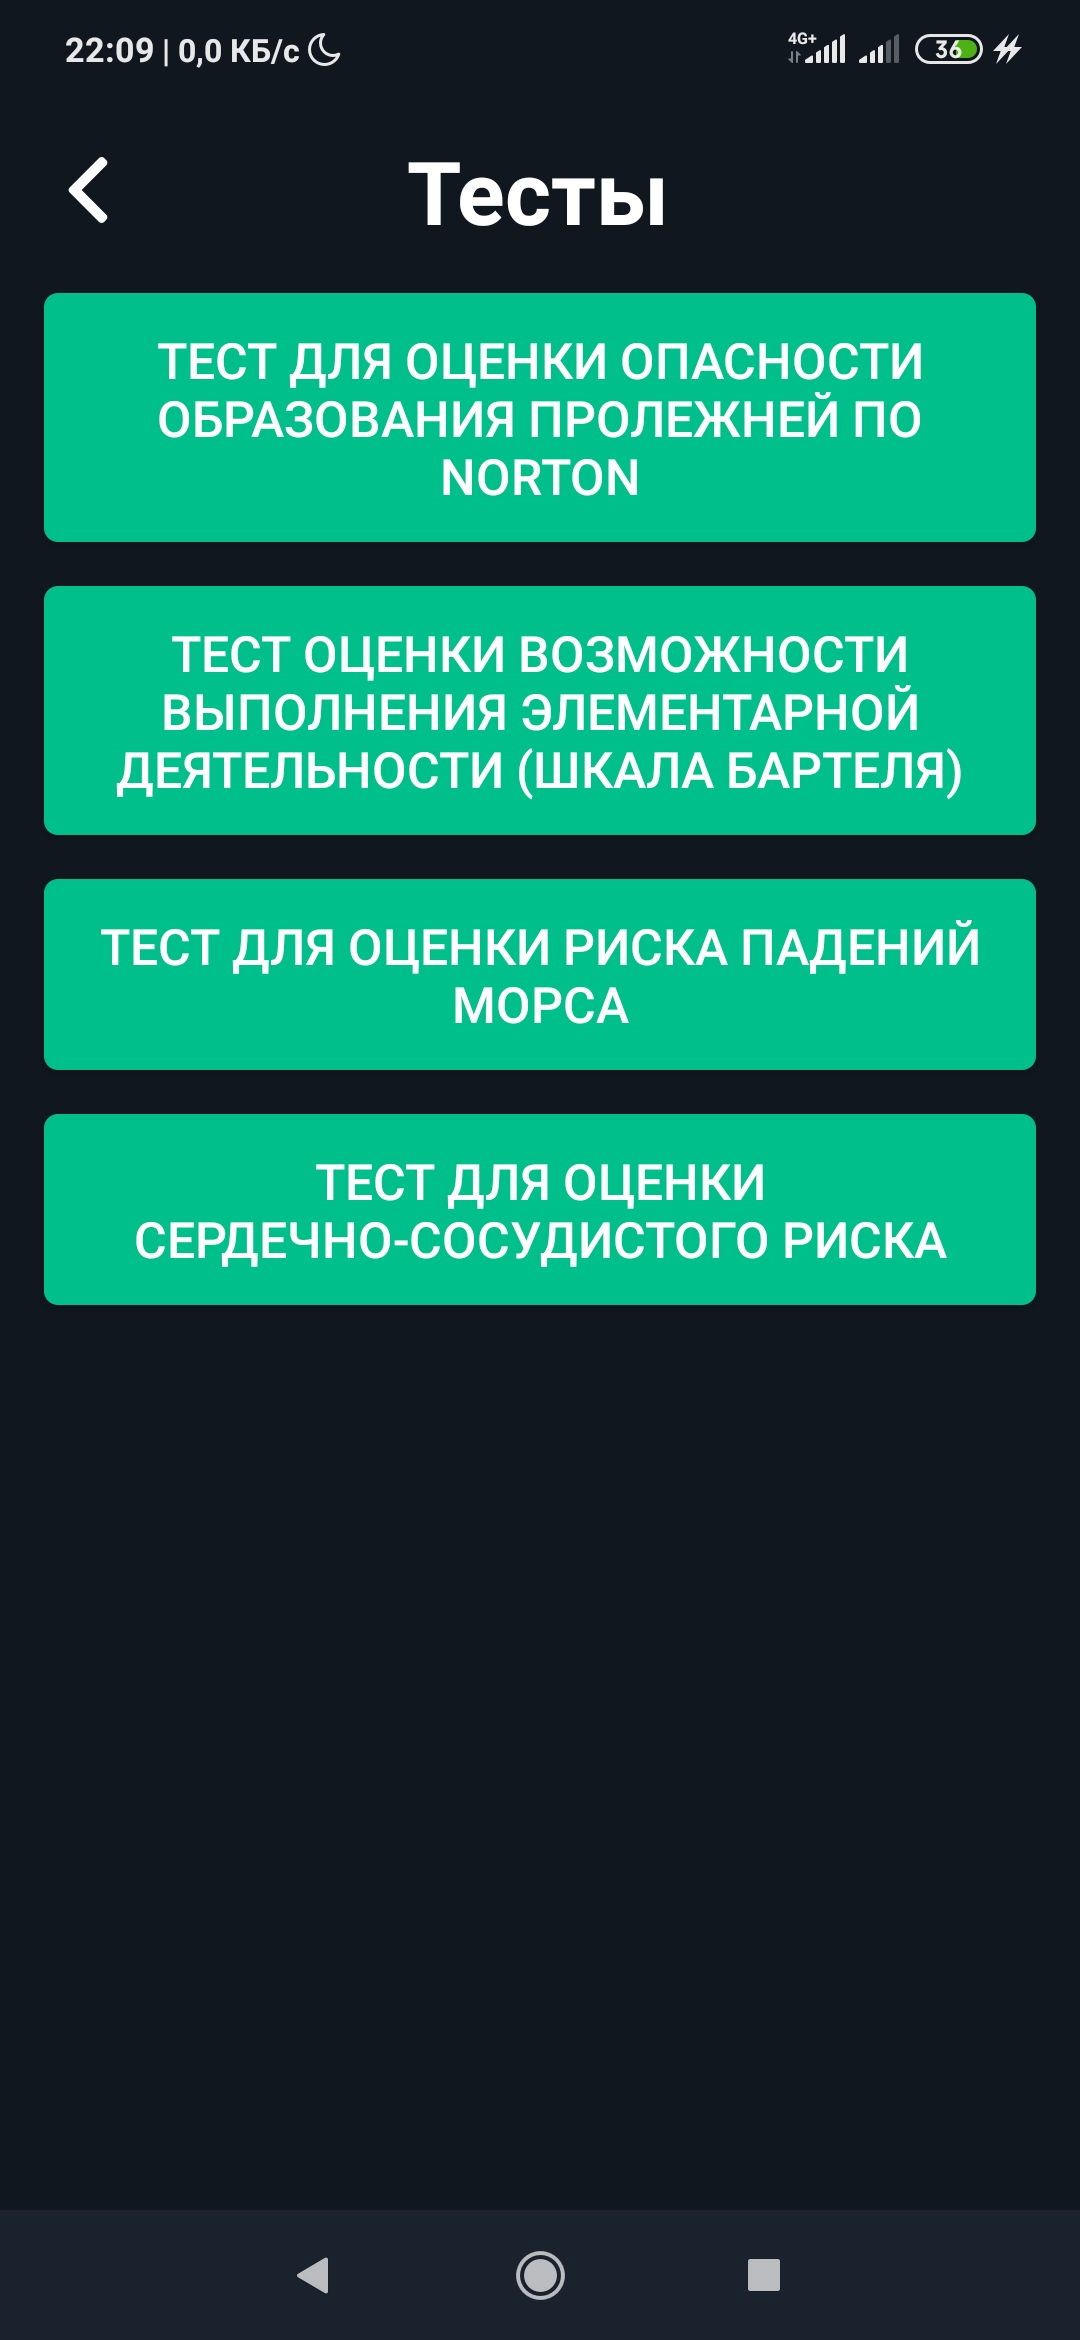 22:09 | 0,0 КБ/с
4G+
36
Тесты
ТЕСТ ДЛЯ ОЦЕНКИ ОПАСНОСТИ
ОБРАЗОВАНИЯ ПРОЛЕЖНЕЙ ПО
NORTON
ТЕСТ ОЦЕНКИ ВОЗМОЖНОСТИ
ВЫПОЛНЕНИЯ ЭЛЕМЕНТАРНОЙ
ДЕЯТЕЛЬНОСТИ (ШКАЛА БАРТЕЛЯ)
ТЕСТ ДЛЯ ОЦЕНКИ РИСКА ПАДЕНИЙ
МОРСА
ТЕСТ ДЛЯ ОЦЕНКИ
СЕРДЕЧНО-СОСУДИСТОГО РИСКА